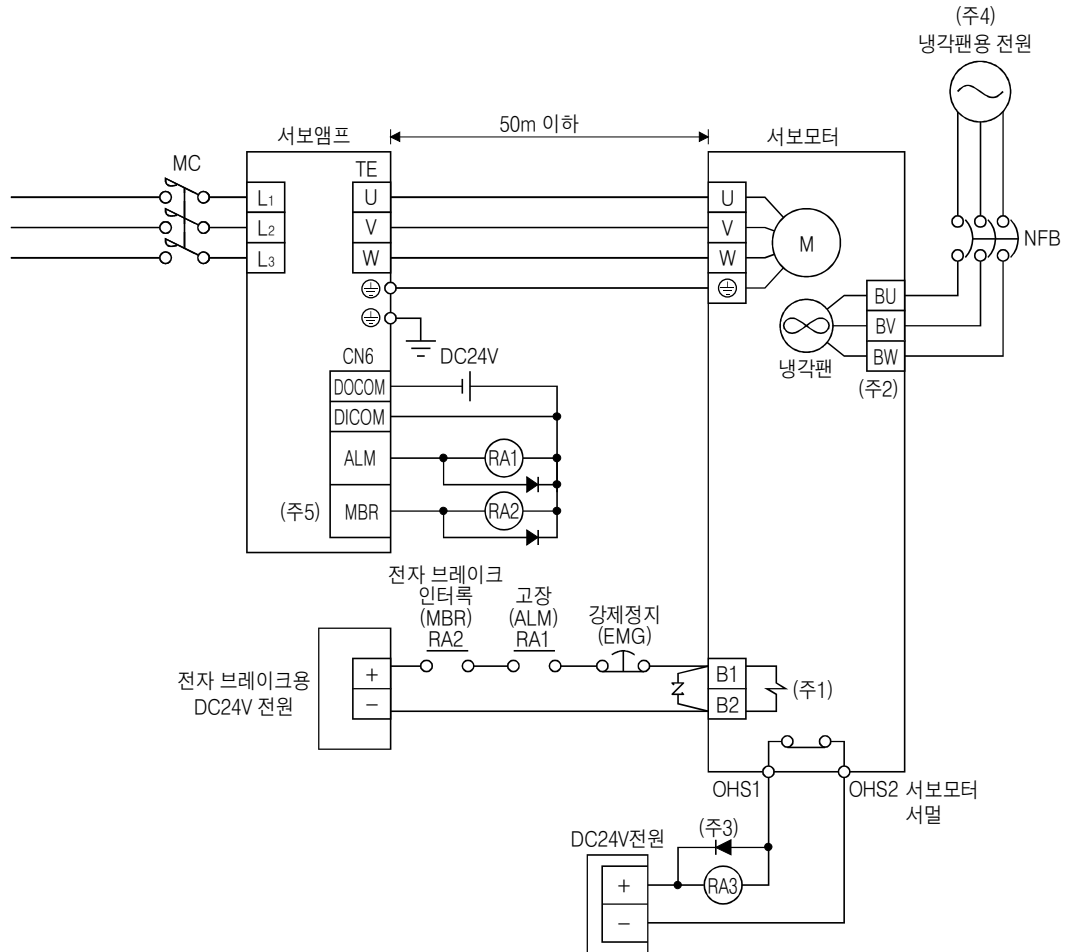 (주4)
냉각팬용 전원
50m 이하
서보앰프
서보모터
MC
TE
L1
U
U
L2
V
V
M
NFB
L3
W
W
BU
BV
BW
냉각팬
(주2)
CN6
DC24V
DOCOM
DICOM
ALM
RA1
(주5)
MBR
RA2
전자 브레이크
인터록
(MBR)
RA2
고장
(ALM)
RA1
강제정지
(EMG)
전자 브레이크용
DC24V 전원
+
−
B1
B2
(주1)
OHS1
OHS2 서보모터
서멀
DC24V전원
(주3)
+
RA3
−